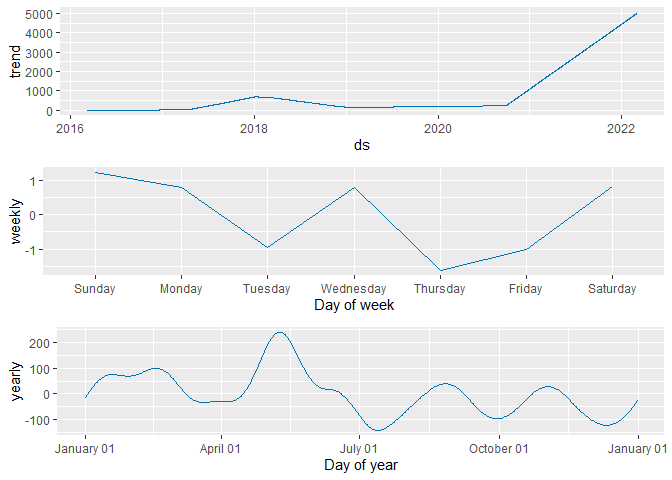 5000
4000
3000
2000
1000
0
trend
2016 2018 2020 2022
ds
1
0
-1
weekly
Sunday Monday Tuesday Wednesday Thursday Friday Saturday
Day of week
200
100
0
-100
yearly
January 01 April 01 July 01 October 01 January 01
Day of year